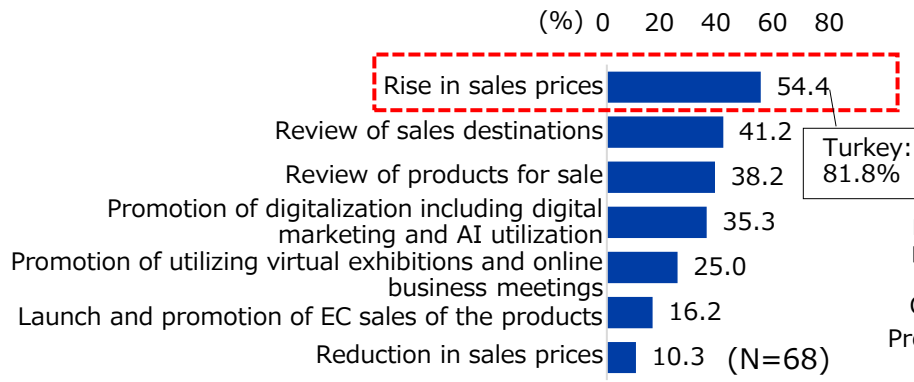 (%) 0 20 40 60 80
Rise in sales prices 54.4
Review of sales destinations 41.2
Turkey:
81.8%
Review of products for sale 38.2
Promotion of digitalization including digital
marketing and AI utilization 35.3
Promotion of utilizing virtual exhibitions and online
business meetings 25.0
Launch and promotion of EC sales of the products 16.2
Reduction in sales prices 10.3 (N=68)
Pro